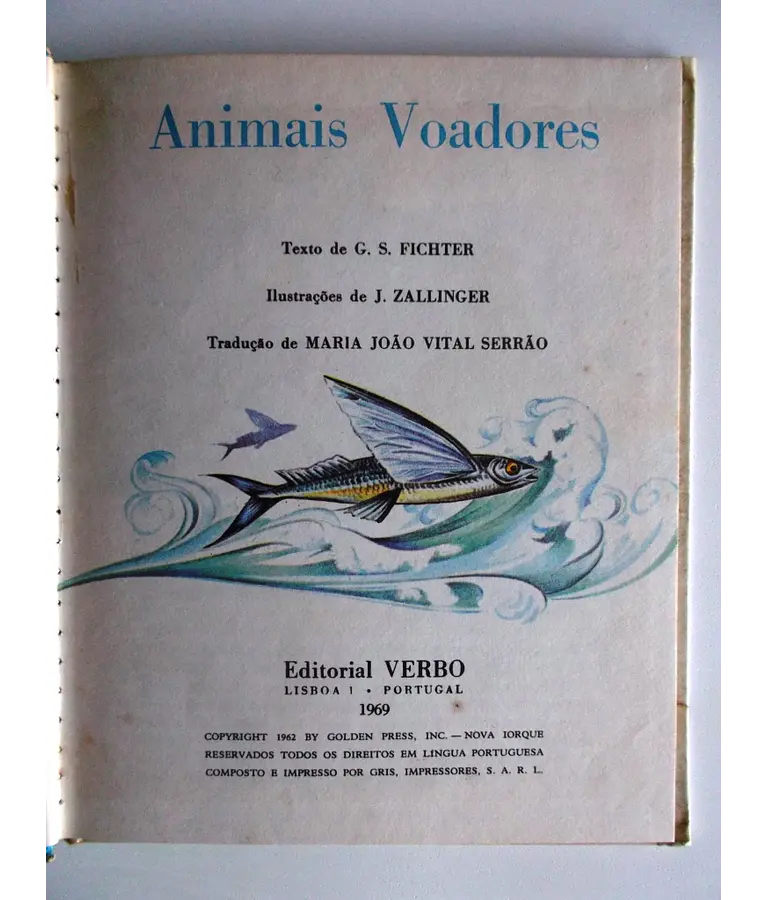 Animais Voadores
Texto de G. S. FICHTER
Ilustrações de J. ZALLINGER
Tradução de MARIA JOÃO VITAL SERRÃO
Editorial VERBO
LISBOA 1 • PORTUGAL
1969
COPYRIGHT 1962 BY GOLDEN PRESS, INC. — NOVA IORQUE
RESERVADOS TODOS OS DIREITOS EM LINGUA PORTUGUESA
COMPOSTO E IMPRESSO POR GRIS, IMPRESSORES, S. A. R. L.